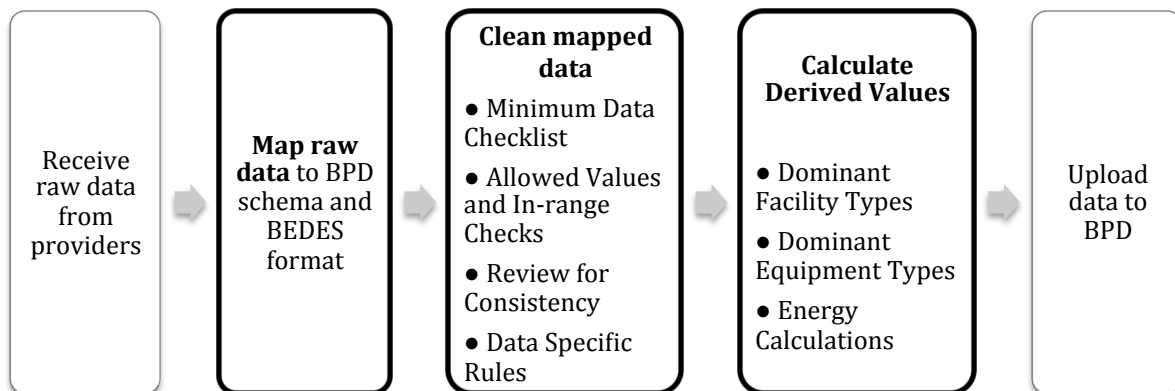 Receive
raw data
from
providers
Map raw
data to BPD
schema and
BEDES
format
Clean mapped
data
● Minimum Data
Checklist
● Allowed Values
and In-range
Checks
● Review for
Consistency
● Data Specific
Rules
Calculate
Derived Values
● Dominant
Facility Types
● Dominant
Equipment Types
● Energy
Calculations
Upload
data to
BPD